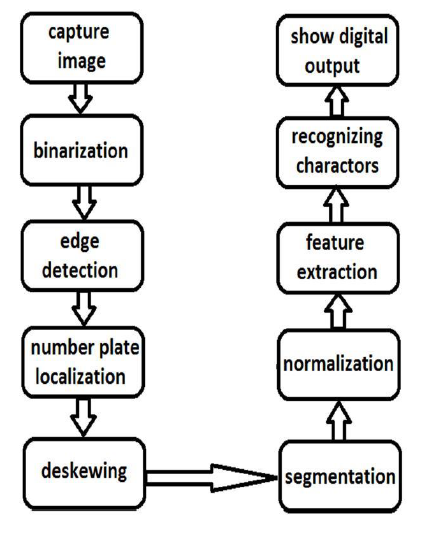 capture
image
binarization
edge
detection
number plate
localization
deskewing
segmentation
normalization
feature
extraction
recognizing
charactors
show digital
output